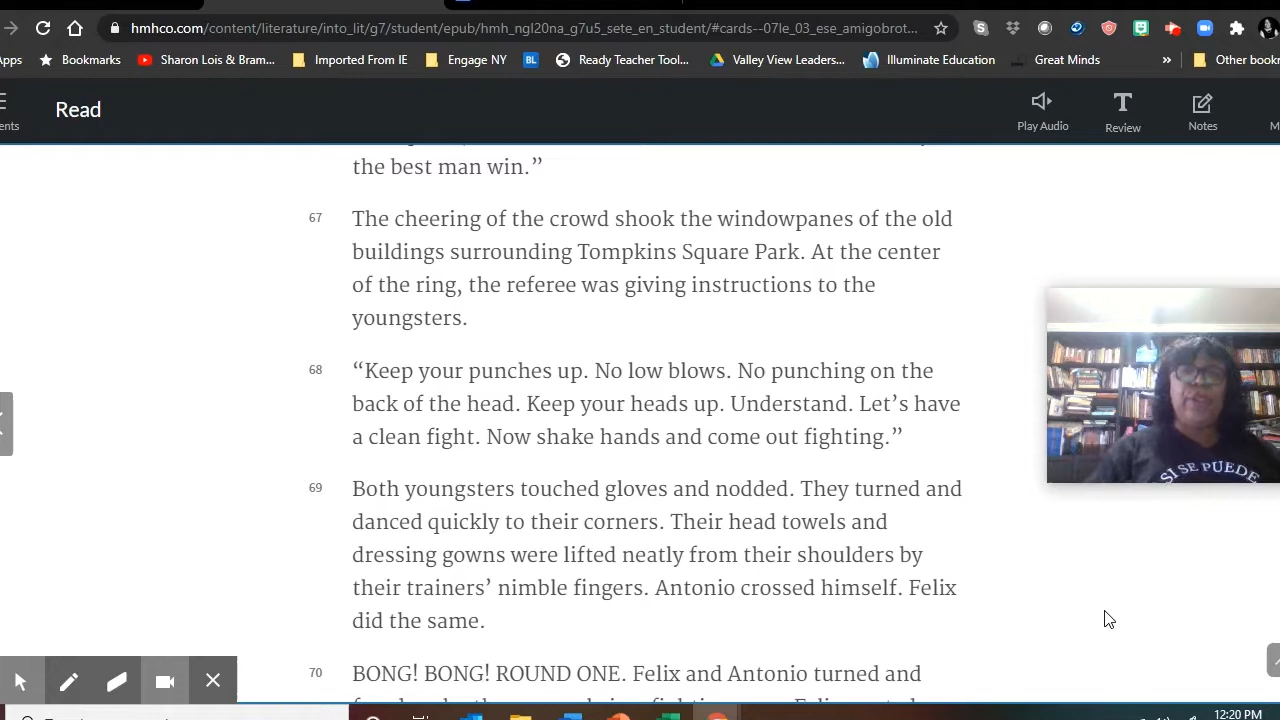 hmhco.com/content/literature/into_lit/g7/student/epub/hmh_ngl20na_g7u5_sete_en_student/#cards--07le_03_ese_amigobrot...
Bookmarks
Sharon Lois & Bram...
Imported From IE
Engage NY
BL
Ready Teacher Tool...
Valley View Leaders...
Illuminate Education
Great Minds
»
Other bookm
ents
Read
Play Audio
Review
Notes
the best man win.”
67
The cheering of the crowd shook the windowpanes of the old
buildings surrounding Tompkins Square Park. At the center
of the ring, the referee was giving instructions to the
youngsters.
68
“Keep your punches up. No low blows. No punching on the
back of the head. Keep your heads up. Understand. Let’s have
a clean fight. Now shake hands and come out fighting.”
SI SE PUEDE
69
Both youngsters touched gloves and nodded. They turned and
danced quickly to their corners. Their head towels and
dressing gowns were lifted neatly from their shoulders by
their trainers’ nimble fingers. Antonio crossed himself. Felix
did the same.
70
BONG! BONG! ROUND ONE. Felix and Antonio turned and
12:20 PM